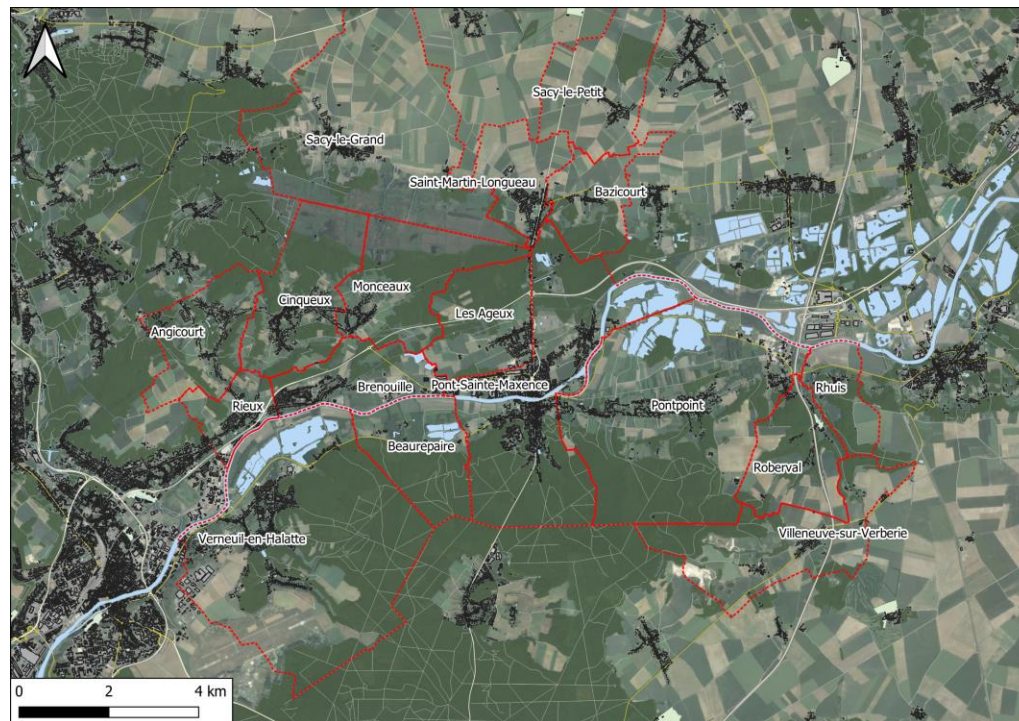 Sacy-le-Petit
Sacy-le-Grand
Saint-Martin-Longueau
Bazicourt
Monceaux
Cinqueux
Les Ageux
Angicourt
Brenouille
Pont-Sainte-Maxence
Rhuis
Rieux
Pontpoint
Beaurepaire
Roberval
Villeneuve-sur-Verberie
Verneuil-en-Halatte
0 2 4 km